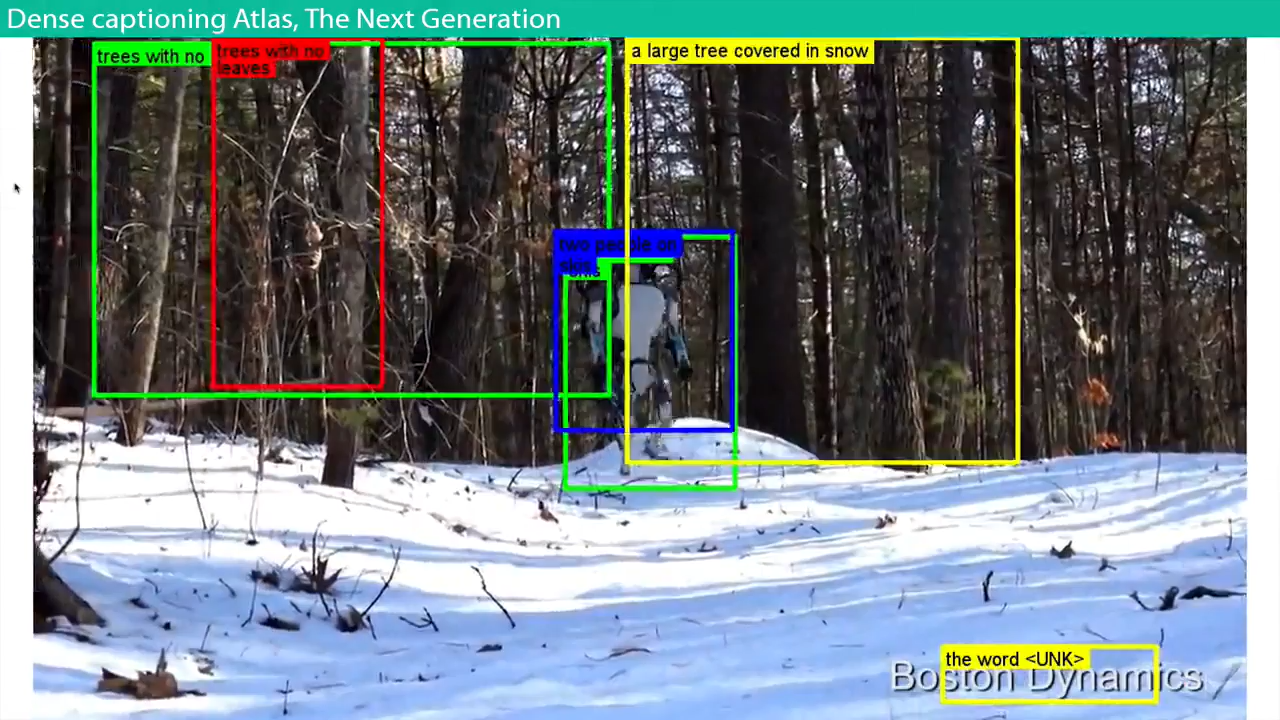 Dense captioning Atlas, The Next Generation
trees with no
trees with no
leaves
a large tree covered in snow
two people on
skis
the word <UNK>
Boston Dynamics